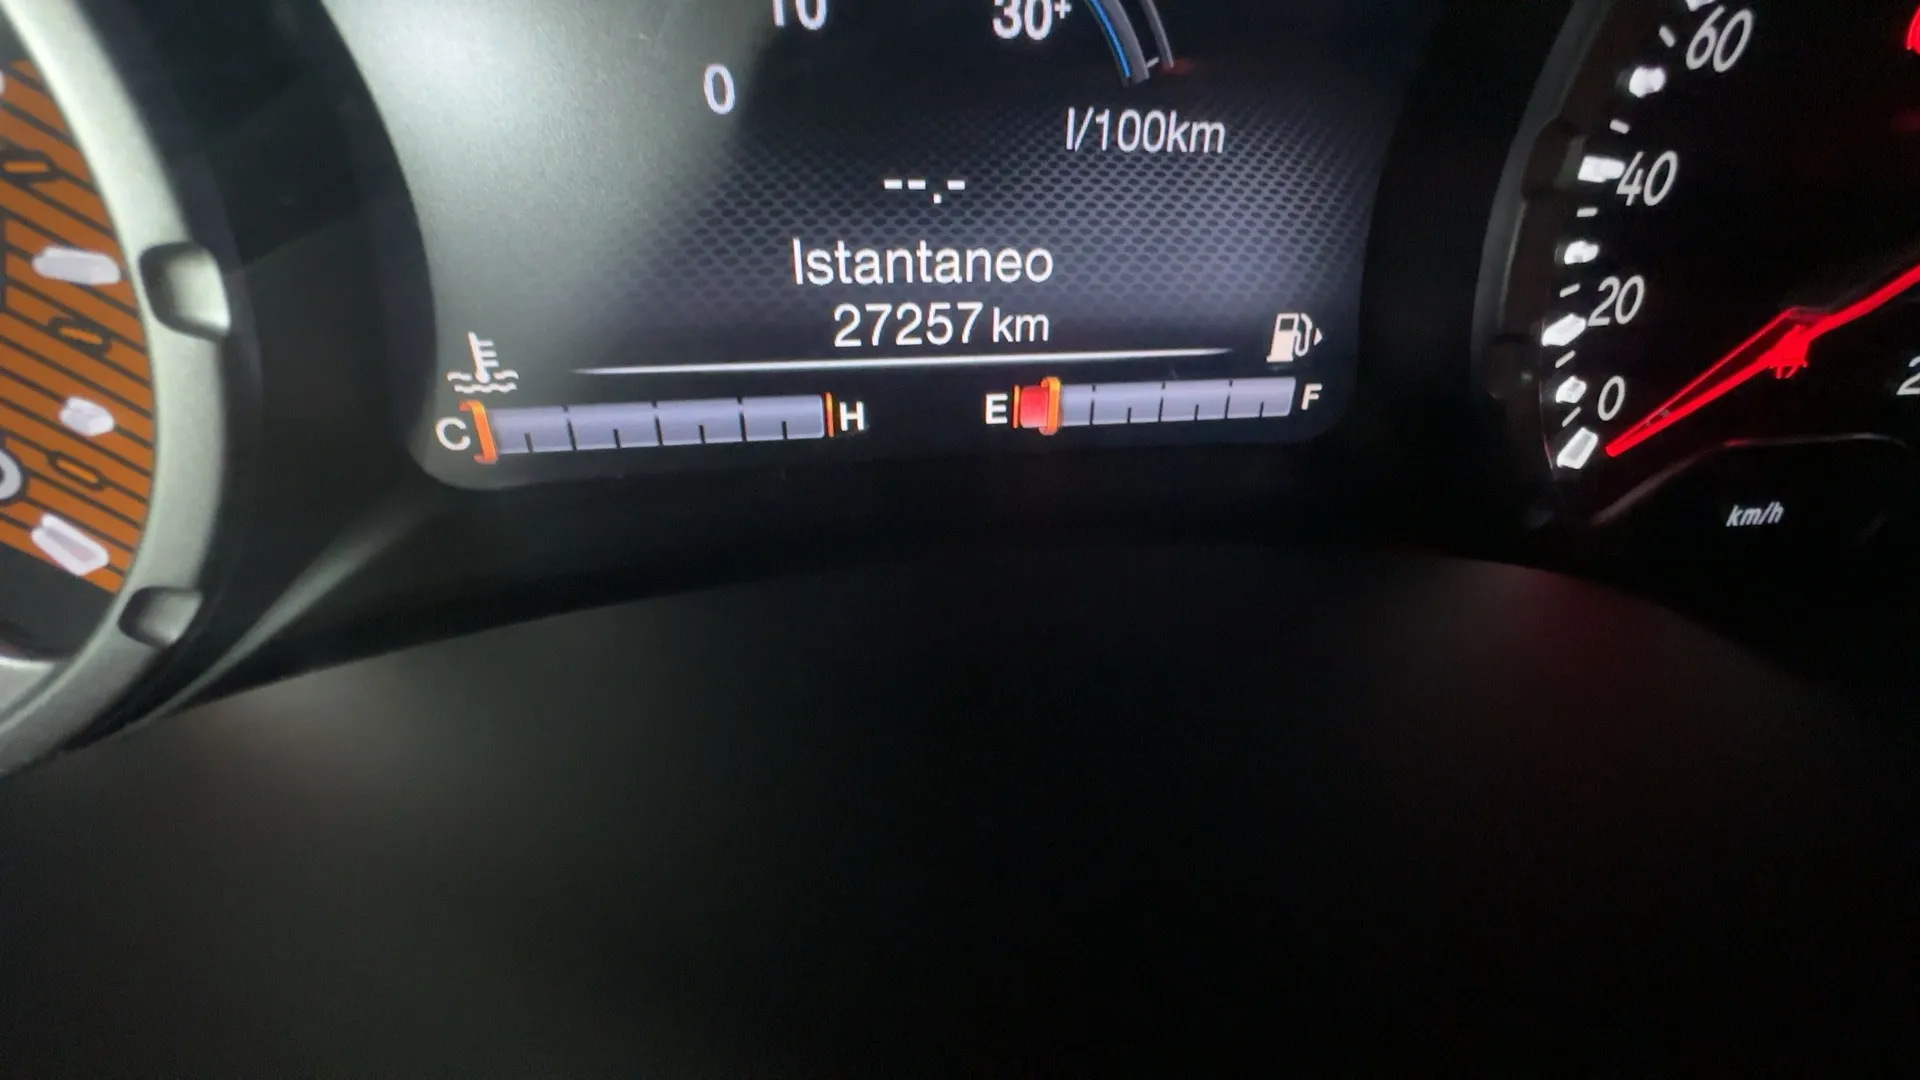 10
30+
0
l/100km
--.-
Istantaneo
27257 km
C
H
E
F
60
40
20
0
km/h